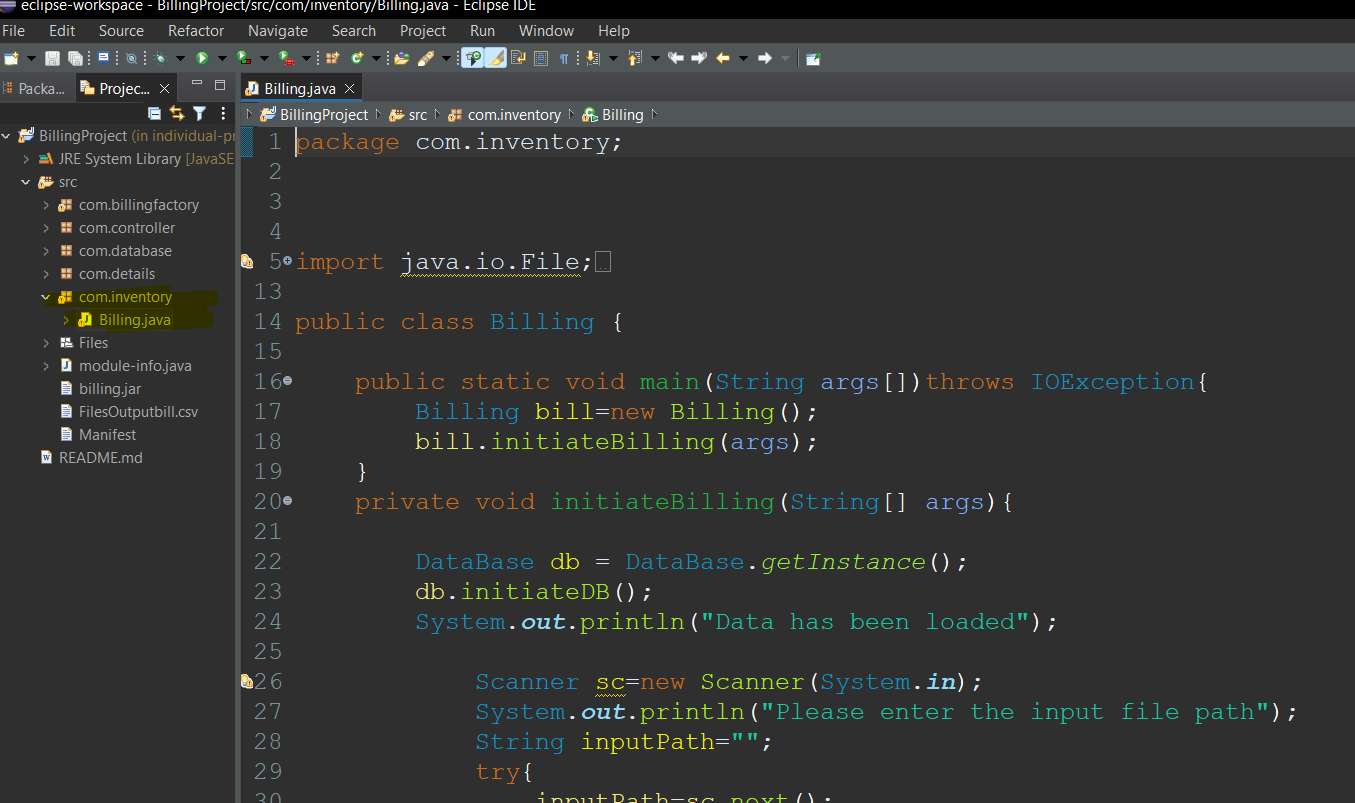 eclipse-workspace - BillingProject/src/com/inventory/Billing.java - Eclipse IDE
File Edit Source Refactor Navigate Search Project Run Window Help
Packa... Projec... Billing.java
BillingProject src com.inventory Billing
BillingProject (in individual-pr
JRE System Library [JavaSE
src
com.billingfactory
com.controller
com.database
com.details
com.inventory
Billing.java
Files
module-info.java
billing.jar
FilesOutputbill.csv
Manifest
README.md
1 package com.inventory;
2
3
4
5 import java.io.File;
13
14 public class Billing {
15
16 public static void main(String args[])throws IOException{
17 Billing bill=new Billing();
18 bill.initiateBilling(args);
19 }
20 private void initiateBilling(String[] args){
21
22 DataBase db = DataBase.getInstance();
23 db.initiateDB();
24 System.out.println("Data has been loaded");
25
26 Scanner sc=new Scanner(System.in);
27 System.out.println("Please enter the input file path");
28 String inputPath="";
29 try{
30 inputPath=sc.next();